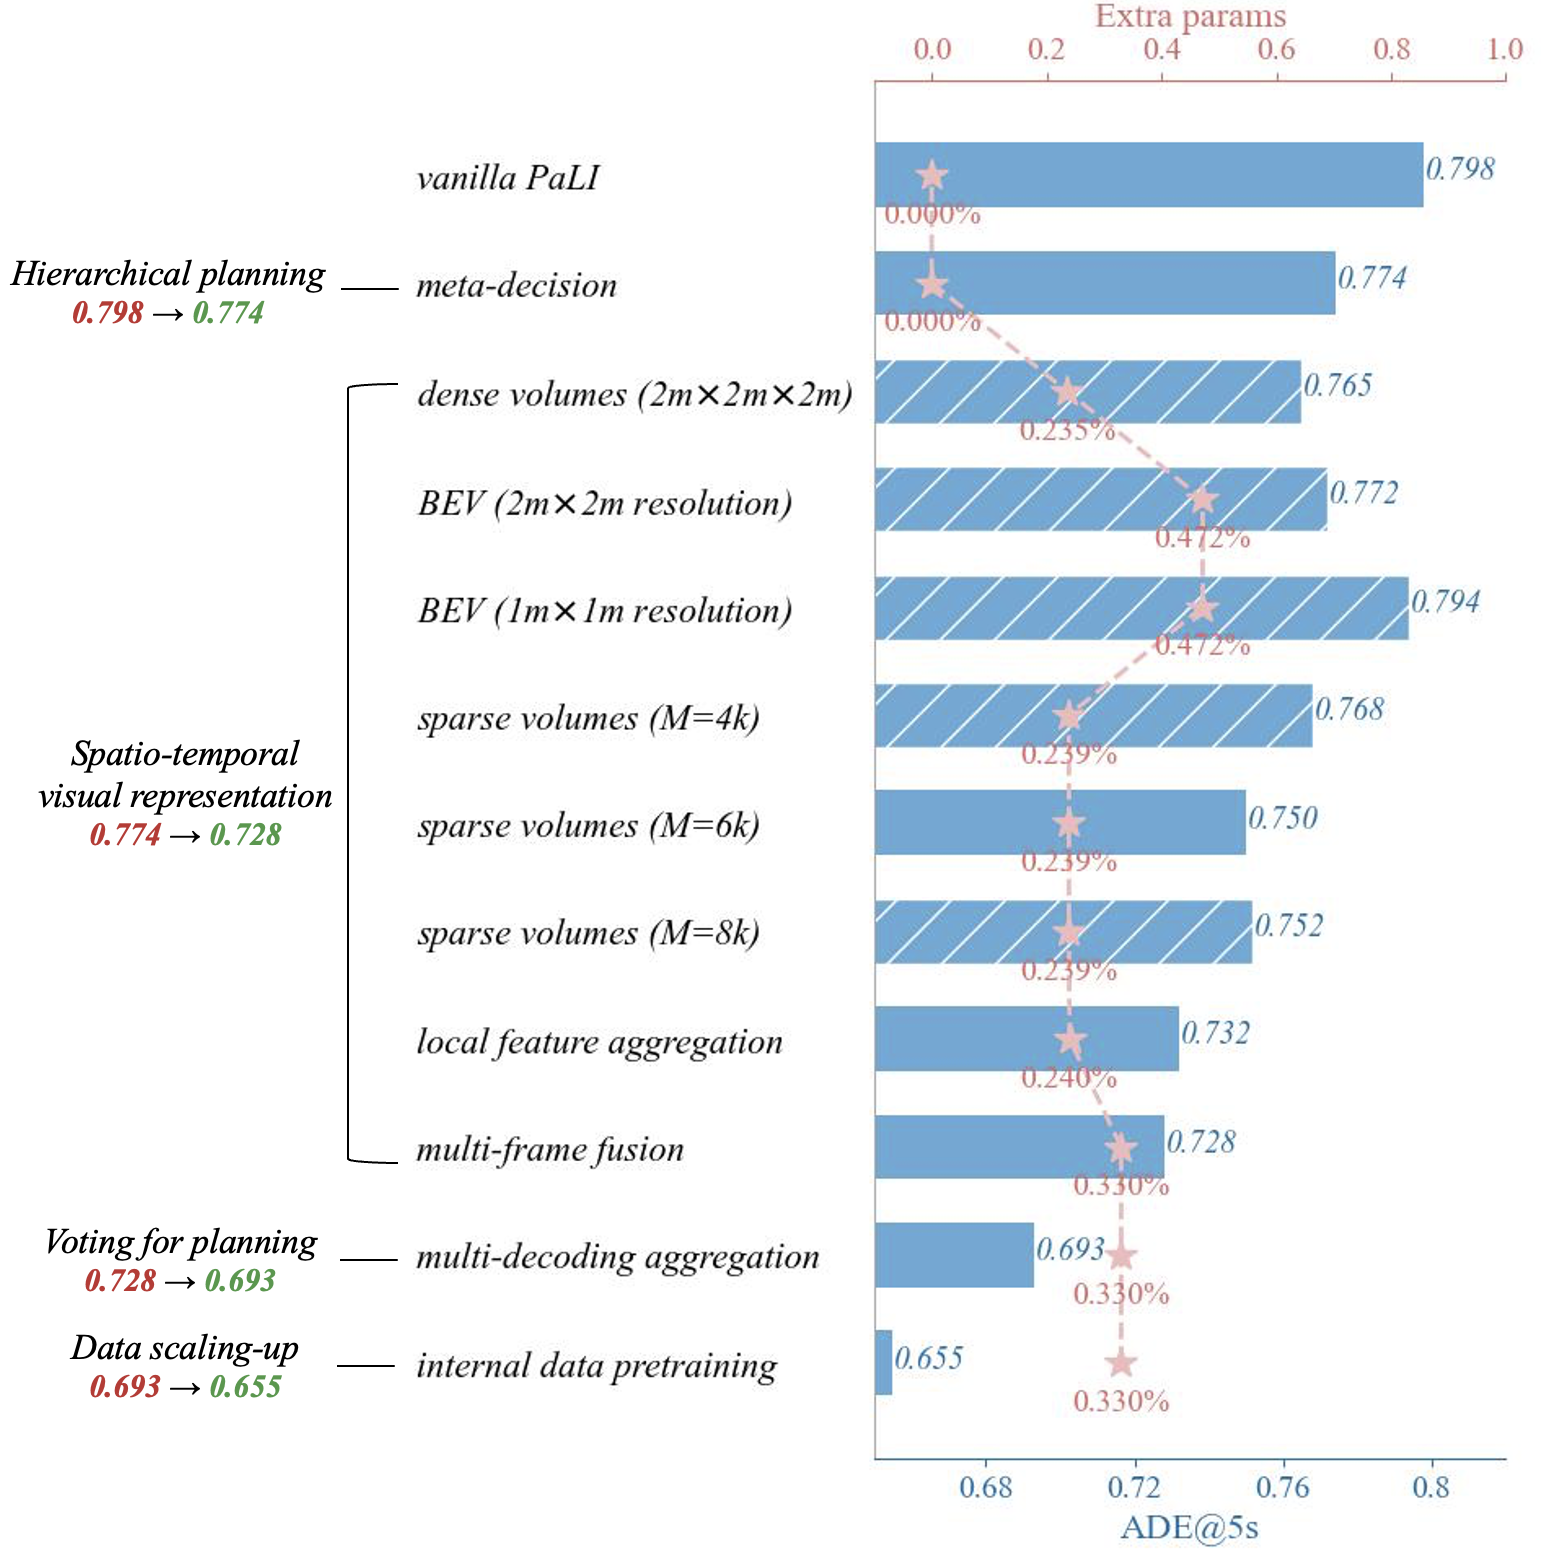 Extra params
0.0 0.2 0.4 0.6 0.8 1.0
vanilla PaLI 0.798
0.000%
Hierarchical planning
0.798 → 0.774
meta-decision 0.774
0.000%
dense volumes (2m×2m×2m) 0.765
0.235%
BEV (2m×2m resolution) 0.772
0.472%
BEV (1m×1m resolution) 0.794
0.472%
sparse volumes (M=4k) 0.768
0.239%
Spatio-temporal
visual representation
0.774 → 0.728
sparse volumes (M=6k) 0.750
0.239%
sparse volumes (M=8k) 0.752
0.239%
local feature aggregation 0.732
0.240%
multi-frame fusion 0.728
0.330%
Voting for planning
0.728 → 0.693
multi-decoding aggregation 0.693
0.330%
Data scaling-up
0.693 → 0.655
internal data pretraining 0.655
0.330%
0.68 0.72 0.76 0.8
ADE@5s